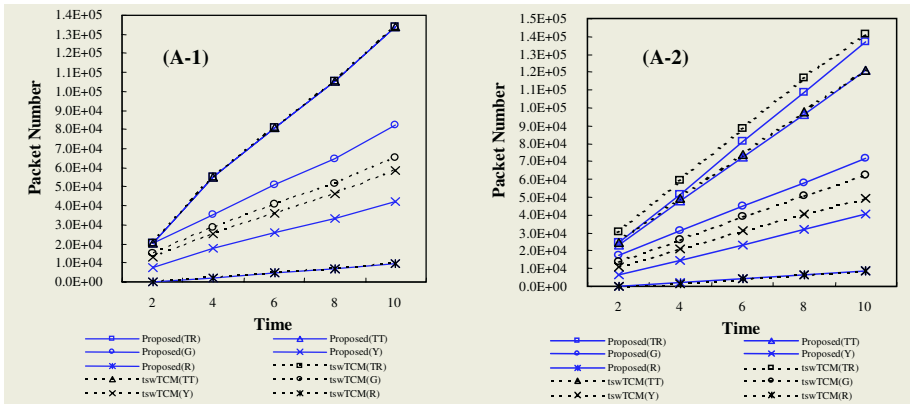 (A-1)
Packet Number
1.4E+05
1.3E+05
1.2E+05
1.1E+05
1.0E+05
9.0E+04
8.0E+04
7.0E+04
6.0E+04
5.0E+04
4.0E+04
3.0E+04
2.0E+04
1.0E+04
0.0E+00
2 4 6 8 10
Time
Proposed(TR) Proposed(TT)
Proposed(G) Proposed(Y)
Proposed(R) tswTCM(TR)
tswTCM(TT) tswTCM(G)
tswTCM(Y) tswTCM(R)
(A-2)
Packet Number
1.5E+05
1.4E+05
1.3E+05
1.2E+05
1.1E+05
1.0E+05
9.0E+04
8.0E+04
7.0E+04
6.0E+04
5.0E+04
4.0E+04
3.0E+04
2.0E+04
1.0E+04
0.0E+00
2 4 6 8 10
Time
Proposed(TR) Proposed(TT)
Proposed(G) Proposed(Y)
Proposed(R) tswTCM(TR)
tswTCM(TT) tswTCM(G)
tswTCM(Y) tswTCM(R)